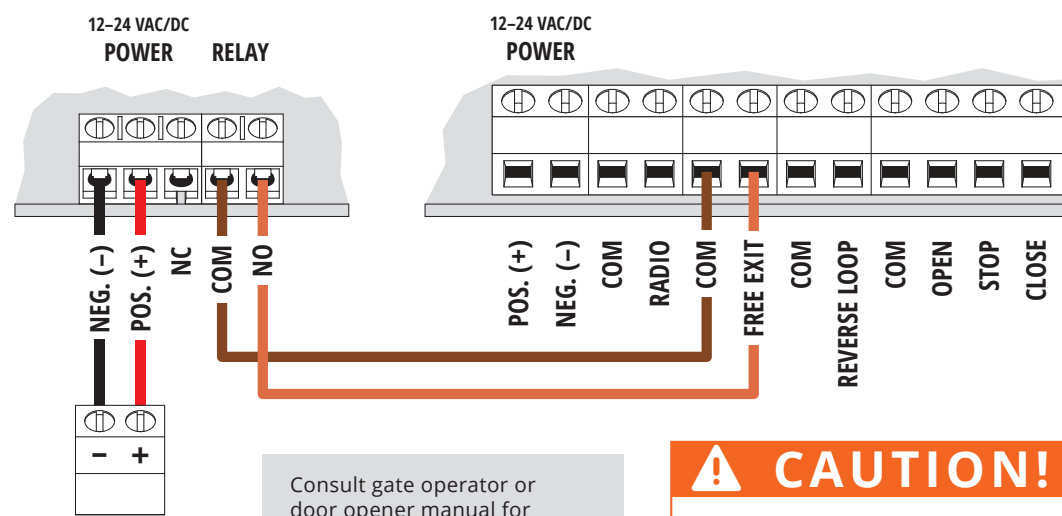 12–24 VAC/DC
POWER
RELAY
12–24 VAC/DC
POWER
NEG. (–)
POS. (+)
NC
COM
NO
POS. (+)
NEG. (–)
COM
RADIO
COM
FREE EXIT
COM
REVERSE LOOP
COM
OPEN
STOP
CLOSE
– +
Consult gate operator or
door opener manual for
CAUTION!